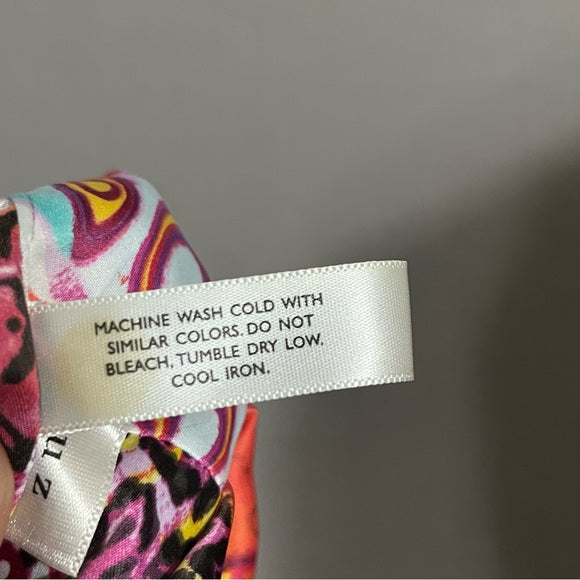 MACHINE WASH COLD WITH
SIMILAR COLORS. DO NOT
BLEACH, TUMBLE DRY LOW.
COOL IRON.